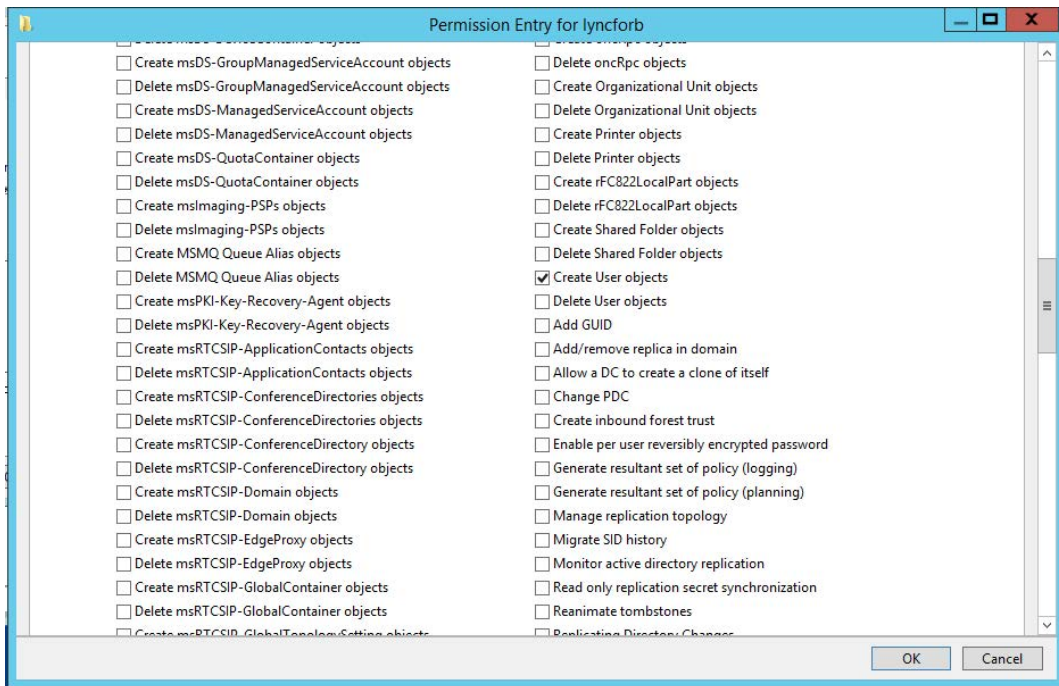 Permission Entry for lyncforb
Create msDS-GroupManagedServiceAccount objects
Delete msDS-GroupManagedServiceAccount objects
Create msDS-ManagedServiceAccount objects
Delete msDS-ManagedServiceAccount objects
Create msDS-QuotaContainer objects
Delete msDS-QuotaContainer objects
Create msImaging-PSPs objects
Delete msImaging-PSPs objects
Create MSMQ Queue Alias objects
Delete MSMQ Queue Alias objects
Create msPKI-Key-Recovery-Agent objects
Delete msPKI-Key-Recovery-Agent objects
Create msRTCSIP-ApplicationContacts objects
Delete msRTCSIP-ApplicationContacts objects
Create msRTCSIP-ConferenceDirectories objects
Delete msRTCSIP-ConferenceDirectories objects
Create msRTCSIP-ConferenceDirectory objects
Delete msRTCSIP-ConferenceDirectory objects
Create msRTCSIP-Domain objects
Delete msRTCSIP-Domain objects
Create msRTCSIP-EdgeProxy objects
Delete msRTCSIP-EdgeProxy objects
Create msRTCSIP-GlobalContainer objects
Delete msRTCSIP-GlobalContainer objects
Create msRTCSIP-GlobalTopologySetting objects
Create oncRpc objects
Delete oncRpc objects
Create Organizational Unit objects
Delete Organizational Unit objects
Create Printer objects
Delete Printer objects
Create rFC822LocalPart objects
Delete rFC822LocalPart objects
Create Shared Folder objects
Delete Shared Folder objects
Create User objects
Delete User objects
Add GUID
Add/remove replica in domain
Allow a DC to create a clone of itself
Change PDC
Create inbound forest trust
Enable per user reversibly encrypted password
Generate resultant set of policy (logging)
Generate resultant set of policy (planning)
Manage replication topology
Migrate SID history
Monitor active directory replication
Read only replication secret synchronization
Reanimate tombstones
Replicating Directory Changes
OK
Cancel